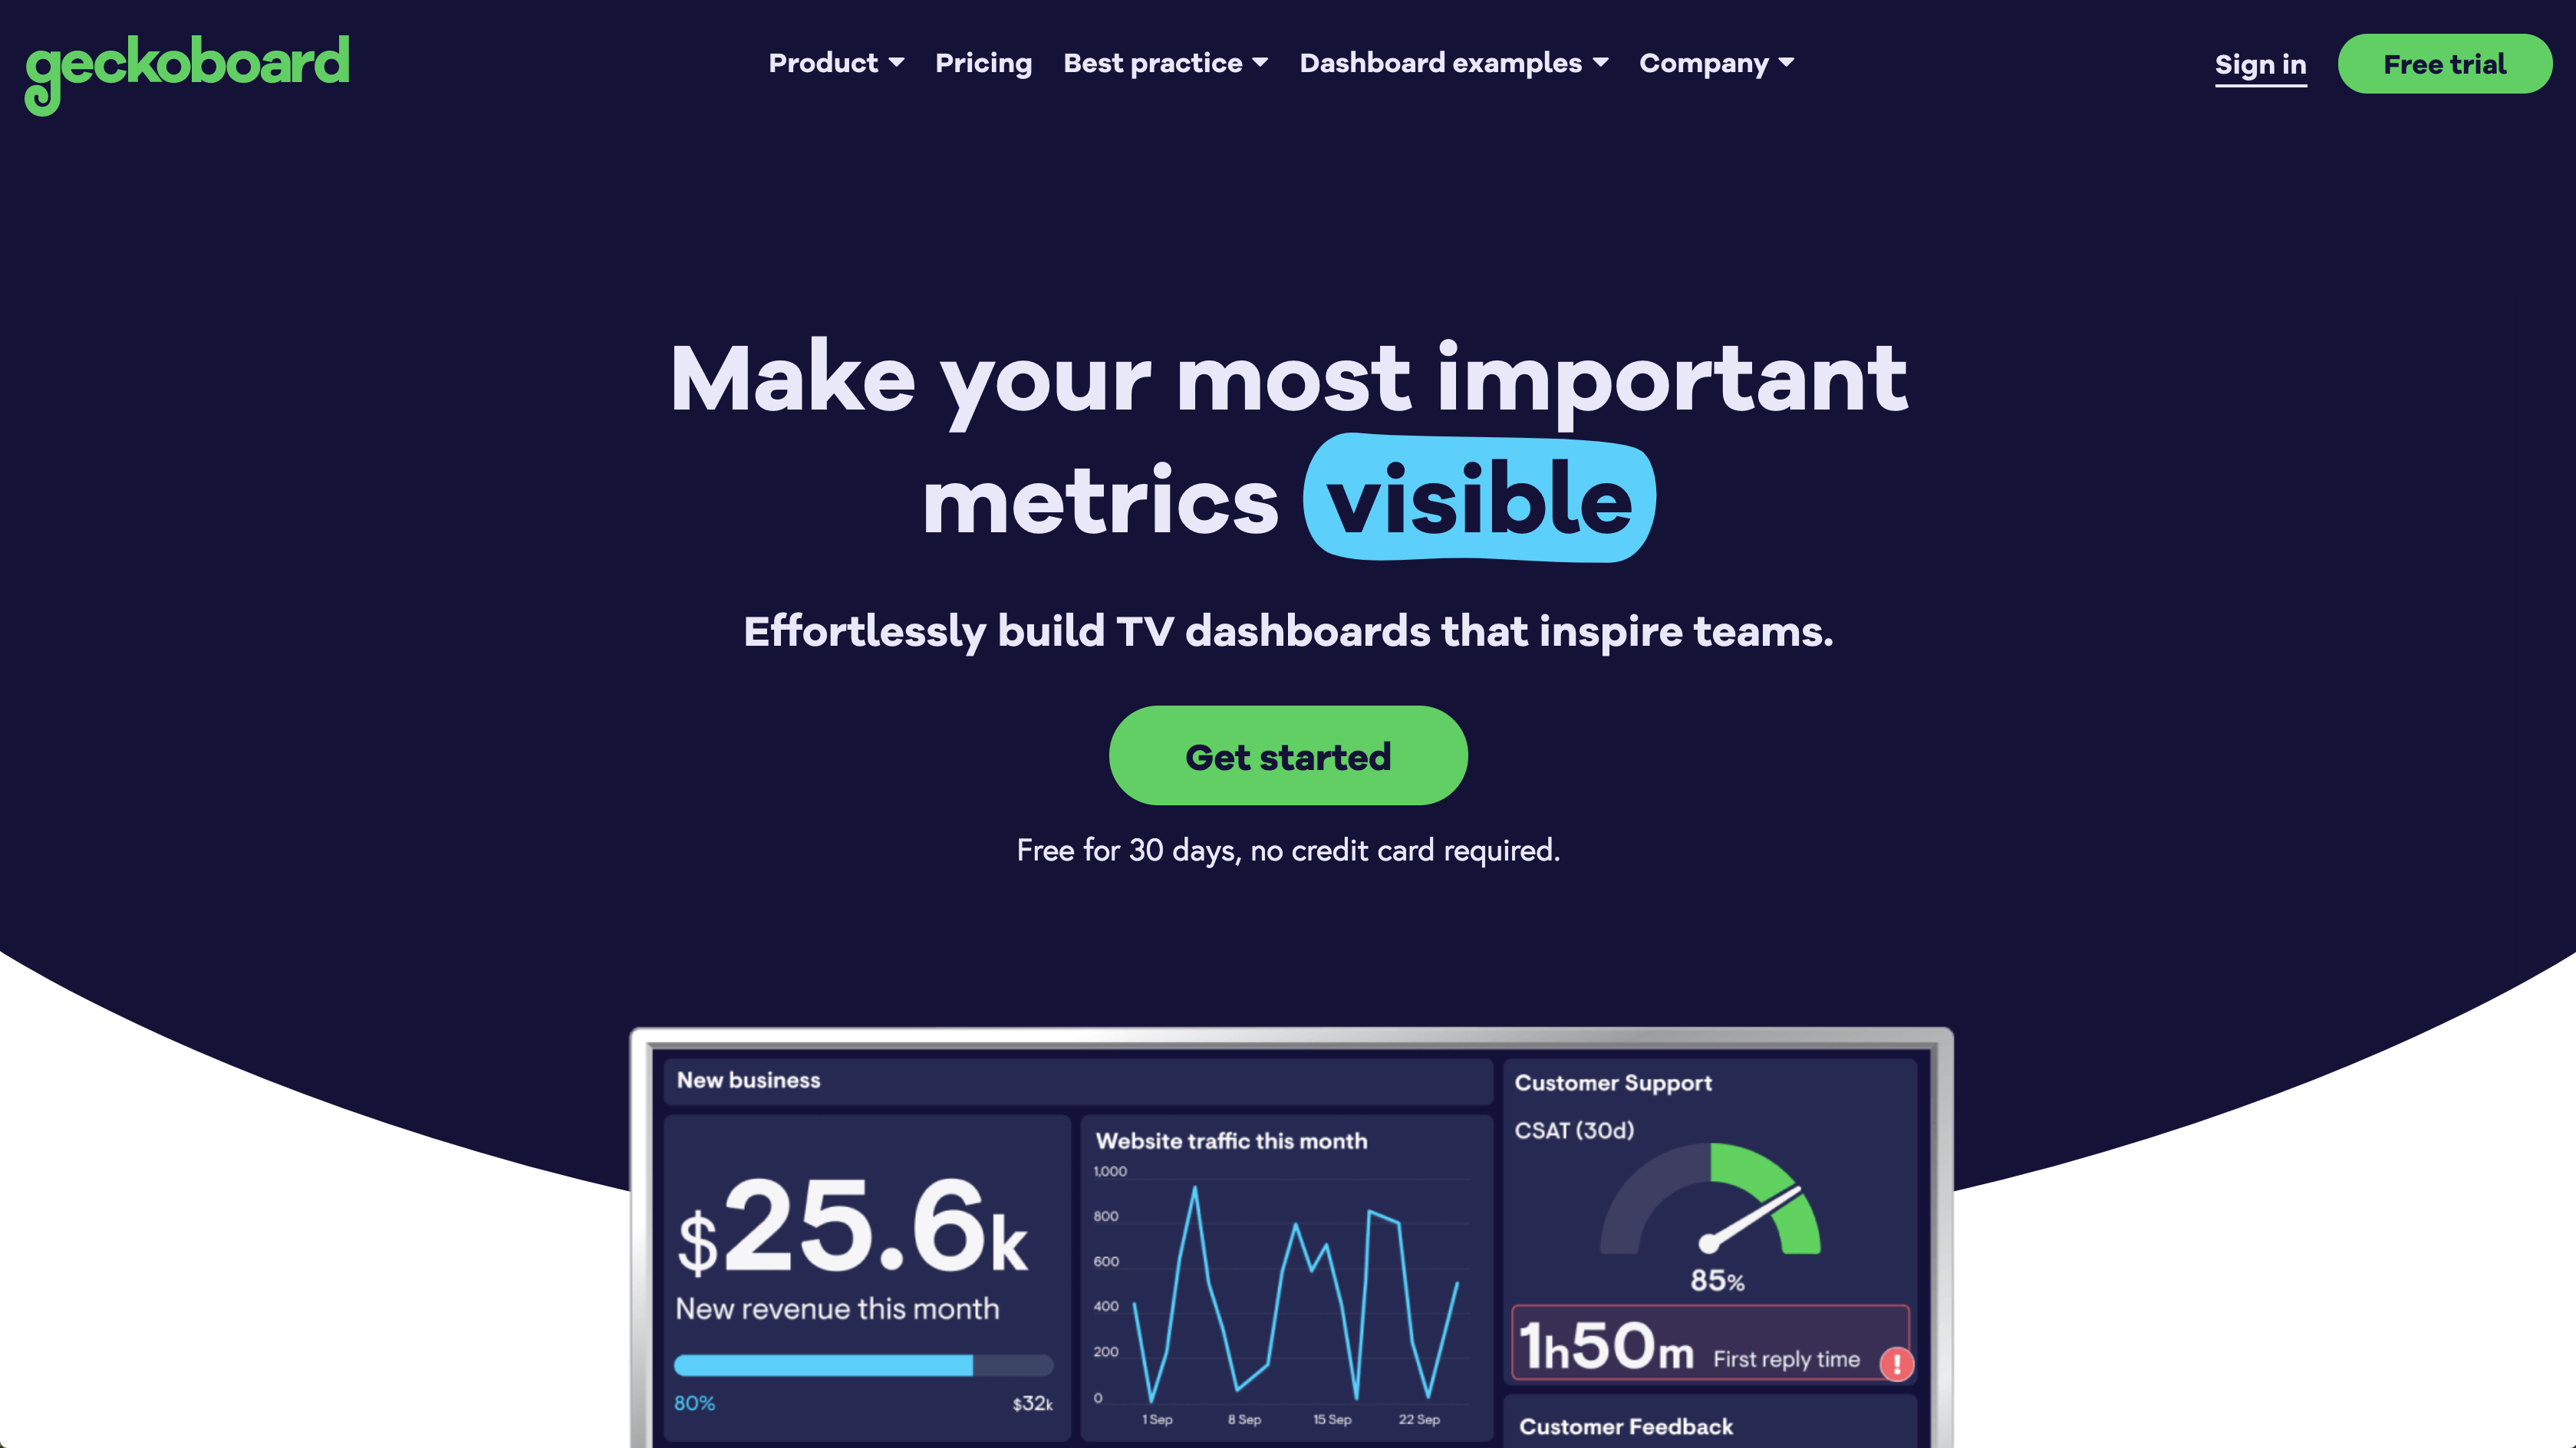 geckoboard
Product
Pricing
Best practice
Dashboard examples
Company
Sign in
Free trial
Make your most important
metrics visible
Effortlessly build TV dashboards that inspire teams.
Get started
Free for 30 days, no credit card required.
New business
$25.6k
New revenue this month
80%
$32k
Website traffic this month
1,000
800
600
400
200
0
1 Sep
8 Sep
15 Sep
22 Sep
Customer Support
CSAT (30d)
85%
1h50m First reply time
!
Customer Feedback